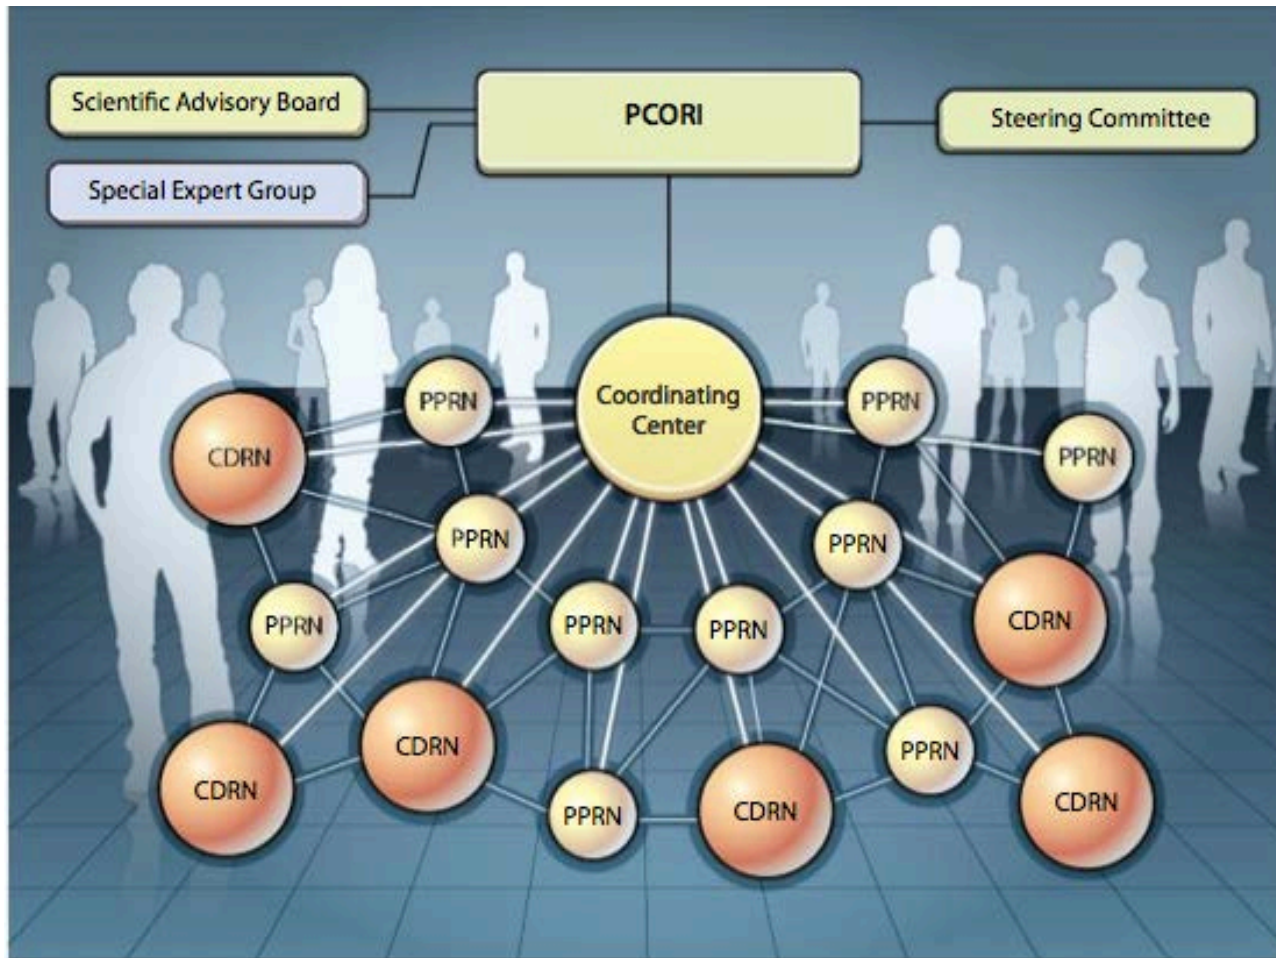 Scientific Advisory Board
PCORI
Steering Committee
Special Expert Group
Coordinating
Center
PPRN
PPRN
CDRN
PPRN
PPRN
PPRN
PPRN
PPRN
PPRN
CDRN
CDRN
PPRN
CDRN
CDRN
PPRN
CDRN
CDRN